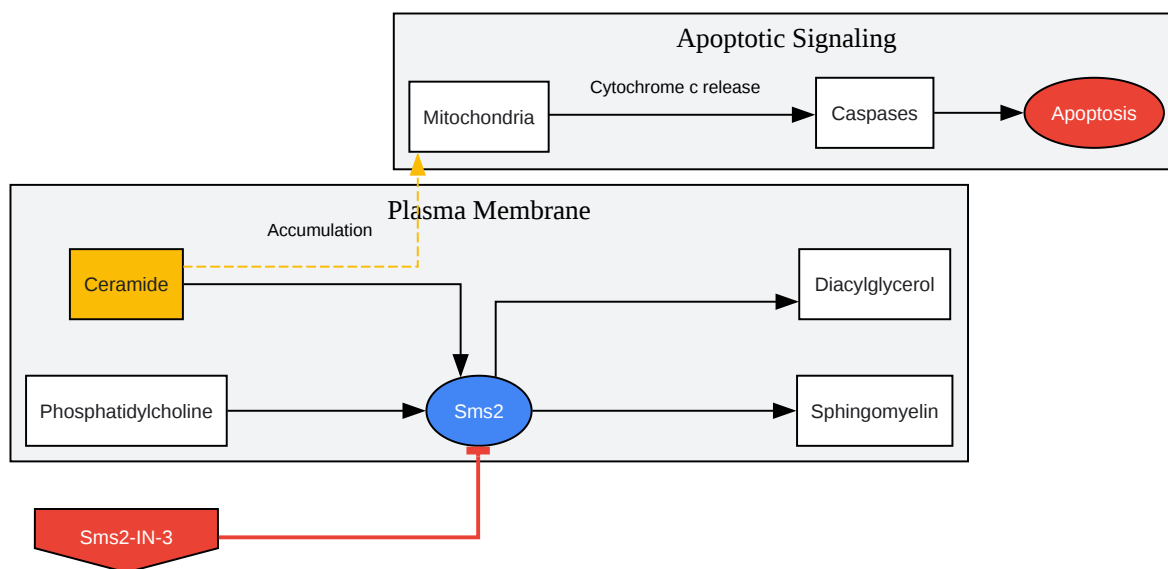 Apoptotic Signaling
Mitochondria
Cytochrome c release
Caspases
Apoptosis
Plasma Membrane
Accumulation
Ceramide
Diacylglycerol
Phosphatidylcholine
Sms2
Sphingomyelin
Sms2-IN-3